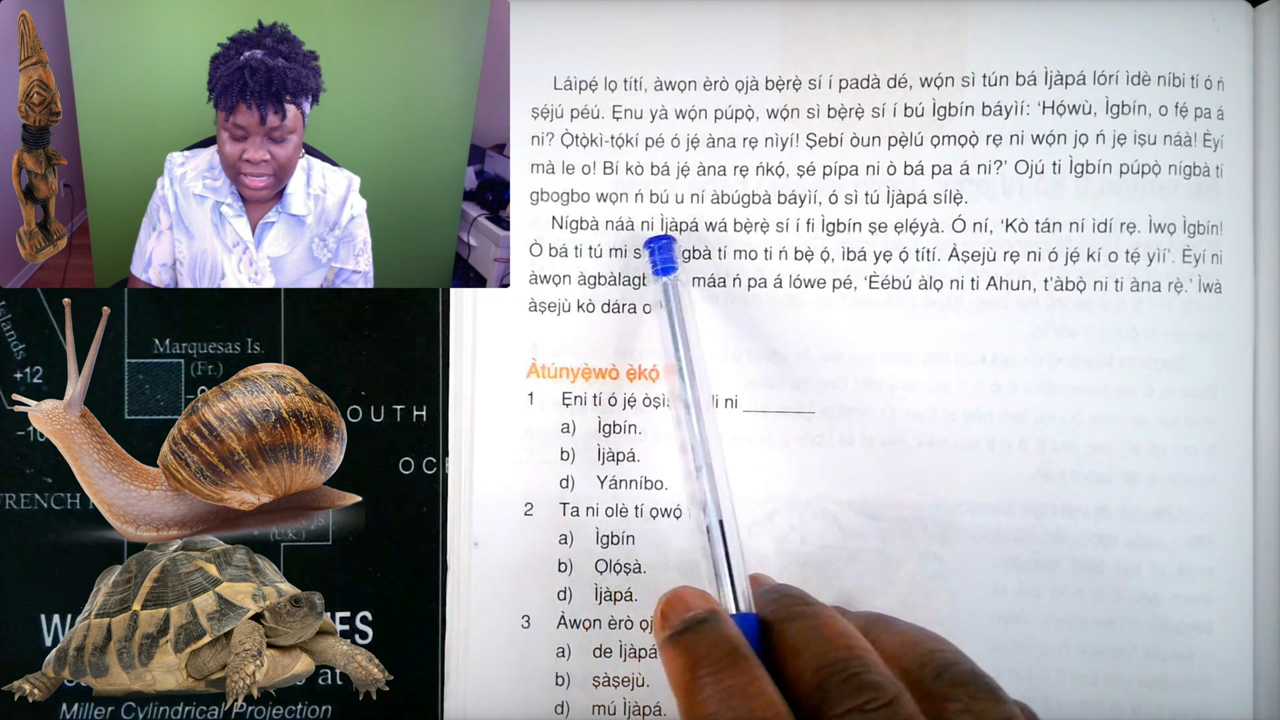 Láìpé lọ títí, àwọn èrò ọjà bẹ̀rẹ̀ sí í padà dé, wọ́n sì tún bá Ìjàpá lórí ìdè níbi tí ó ń
ṣẹ́jú péú. Ẹnu yà wọ́n púpọ̀, wọ́n sì bẹ̀rẹ̀ sí í bú Ìgbín báyìí: ‘Họ́wù, Ìgbín, o fẹ́ pa á
ni? Ọ̀tọ̀kì-tọ́kí pé ó jẹ́ àna rẹ nìyí! Ṣebí òun pẹ̀lú ọmọọ̀ rẹ ni wọ́n jọ ń jẹ iṣu náà! Èyí
mà le o! Bí kò bá jẹ́ àna rẹ ńkọ́, ṣé pípa ni ò bá pa á ni?’ Ojú ti Ìgbín púpọ̀ nígbà tí
gbogbo wọn ń bú u ní àbúgbà báyìí, ó sì tú Ìjàpá sílẹ̀.
Nígbà náà ni Ìjàpá wá bẹ̀rẹ̀ sí í fi Ìgbín ṣe ẹlẹ́yà. Ó ní, ‘Kò tán ní ìdí rẹ. Ìwọ Ìgbín!
Ò bá ti tú mi gbà tí mo ti ń bẹ̀ ọ́, ìbá yẹ ọ́ títí. Àṣejù rẹ ni ó jẹ́ kí o tẹ́ yìí’. Èyí ni
àwọn máa ń pa á lówe pé, ‘Èébú àlọ ni ti Ahun, t’àbọ̀ ni ti àna rẹ̀.’ Ìwà
àṣejù kò dára o
Àtúnyẹ̀wò ẹ̀kọ́
1 Ẹni tí ó jẹ́ ni ______
a) Ìgbín.
b) Ìjàpá.
d) Yánníbo.
2 Ta ni olè tí ọwọ́
a) Ìgbín
b) Ọlọ́ṣà.
d) Ìjàpá.
3 Àwọn èrò
a) de Ìjàpá
b) ṣàṣejù.
d) mú Ìjàpá.
Islands
+12
Marquesas Is.
(Fr.)
OUTH
FRENCH
(U.K.)
at
Miller Cylindrical Projection